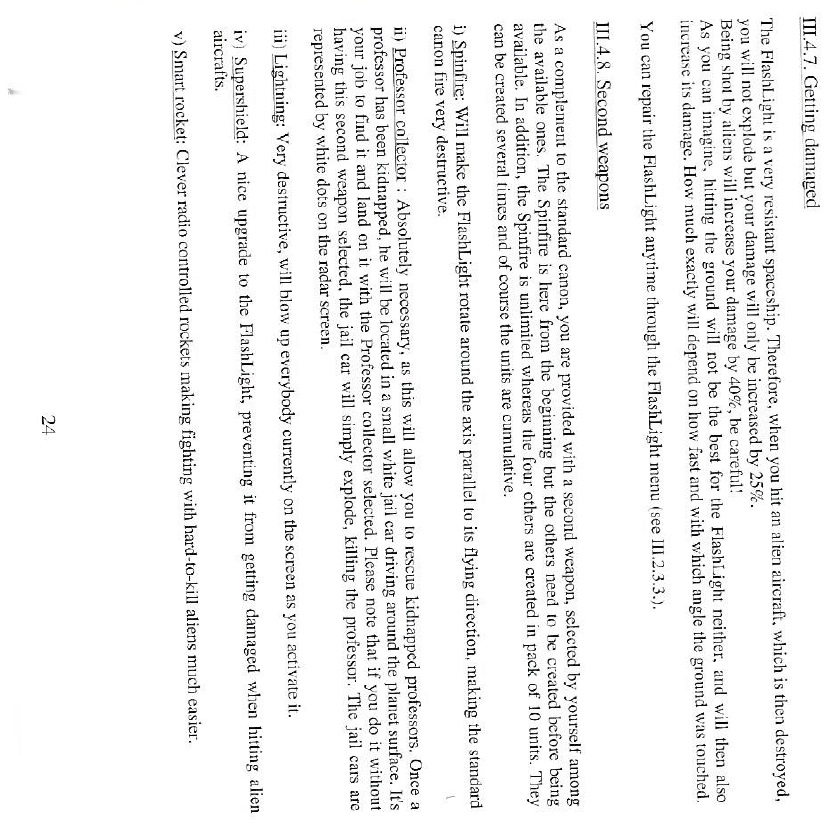 III.4.7. Getting damaged
The FlashLight is a very resistant spaceship. Therefore, when you hit an alien aircraft, which is then destroyed,
you will not explode but your damage will only be increased by 25%.
Being shot by aliens will increase your damage by 40%, be careful!
As you can imagine, hitting the ground will not be the best for the FlashLight neither, and will then also
increase its damage. How much exactly will depend on how fast and with which angle the ground was touched.
You can repair the FlashLight anytime through the FlashLight menu (see III.2.3.3.).
III.4.8. Second weapons
As a complement to the standard canon, you are provided with a second weapon, selected by yourself among
the available ones. The Spinfire is here from the beginning but the others need to be created before being
available. In addition, the Spinfire is unlimited whereas the four others are created in pack of 10 units. They
can be created several times and of course the units are cumulative.
i) Spinfire: Will make the FlashLight rotate around the axis parallel to its flying direction, making the standard
canon fire very destructive.
ii) Professor collector : Absolutely necessary, as this will allow you to rescue kidnapped professors. Once a
professor has been kidnapped, he will be located in a small white jail car driving around the planet surface. It's
your job to find it and land on it with the Professor collector selected. Please note that if you do it without
having this second weapon selected, the jail car will simply explode, killing the professor. The jail cars are
represented by white dots on the radar screen.
iii) Lightning: Very destructive, will blow up everybody currently on the screen as you activate it.
iv) Supershield: A nice upgrade to the FlashLight, preventing it from getting damaged when hitting alien
aircrafts.
v) Smart rocket: Clever radio controlled rockets making fighting with hard-to-kill aliens much easier.
24